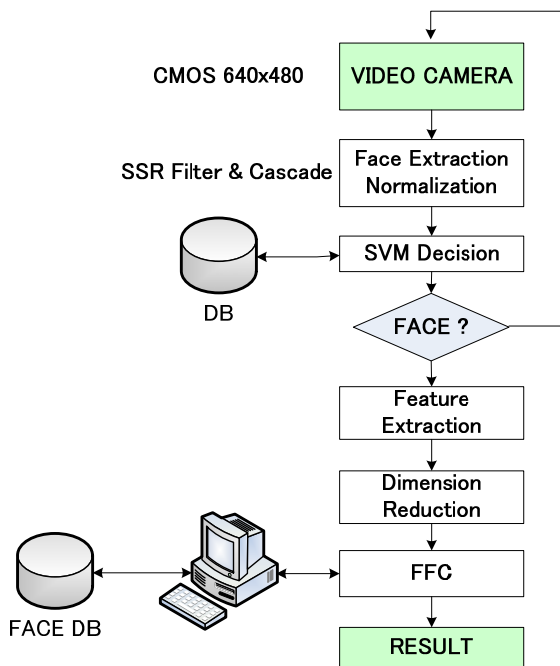 CMOS 640x480
VIDEO CAMERA
SSR Filter & Cascade
Face Extraction
Normalization
SVM Decision
DB
FACE ?
Feature
Extraction
Dimension
Reduction
FFC
FACE DB
RESULT